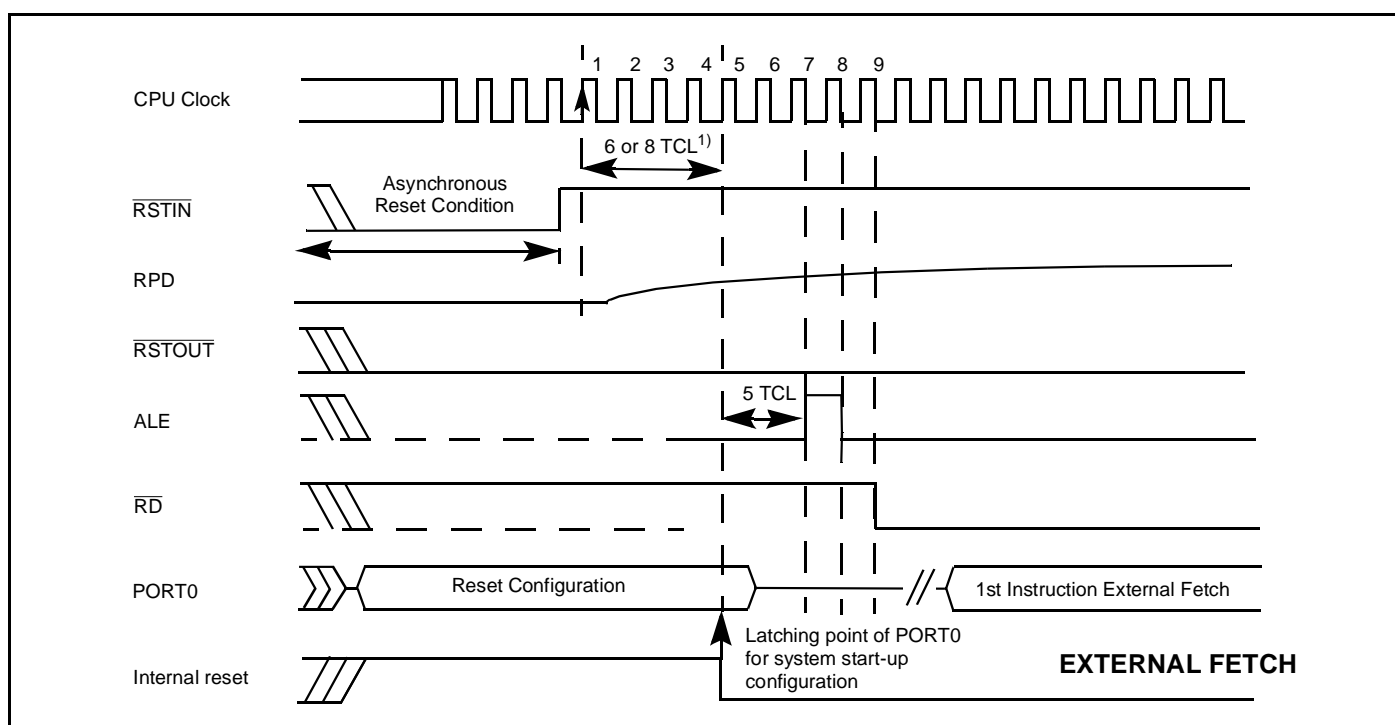 1 2 3 4 5 6 7 8 9
CPU Clock
6 or 8 TCL1)
Asynchronous
Reset Condition
RSTIN
RPD
RSTOUT
5 TCL
ALE
RD
PORT0
Reset Configuration
1st Instruction External Fetch
Latching point of PORT0
for system start-up
configuration
EXTERNAL FETCH
Internal reset